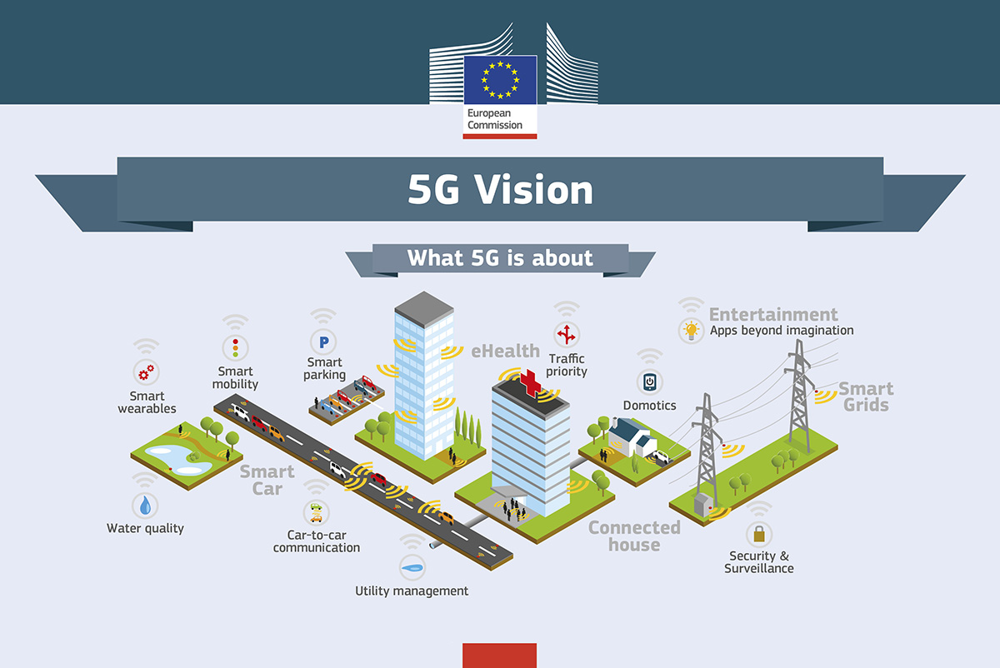 European
Commission
5G Vision
What 5G is about
Entertainment
Apps beyond imagination
eHealth
Traffic
priority
Smart
parking
Smart
mobility
Smart
wearables
P
Domotics
Smart
Grids
Smart
Car
Water quality
Car-to-car
communication
Connected
house
Security &
Surveillance
Utility management